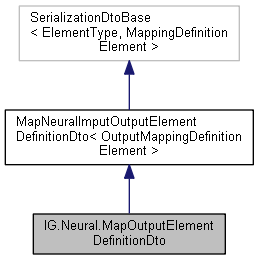 SerializationDtoBase
< ElementType, MappingDefinition
Element >
MapNeuralImputOutputElement
DefinitionDto< OutputMappingDefinition
Element >
IG.Neural.MapOutputElement
DefinitionDto